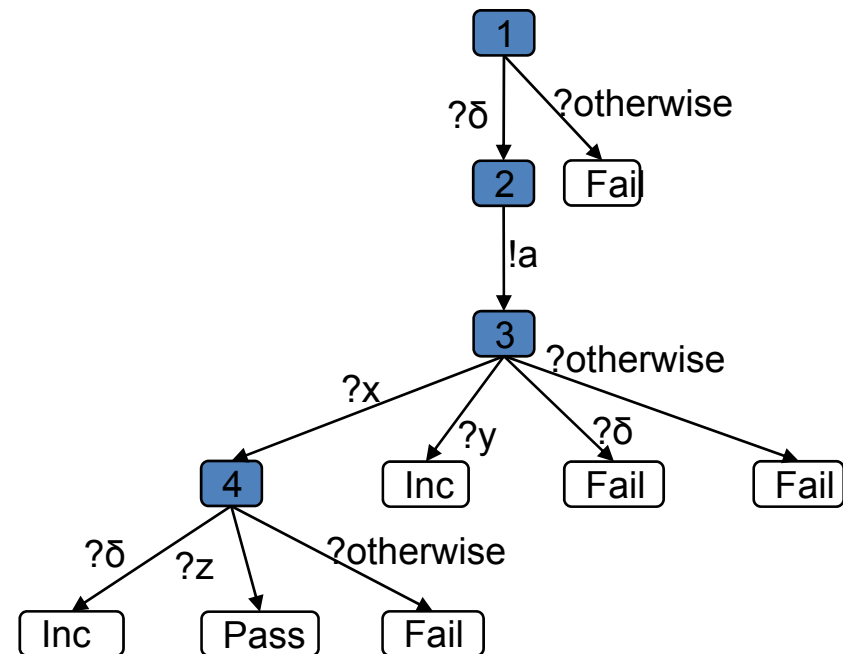 1
?δ
?otherwise
2
Fail
!a
3
?x
?y
?δ
?otherwise
4
Inc
Fail
Fail
?δ
?z
?otherwise
Inc
Pass
Fail